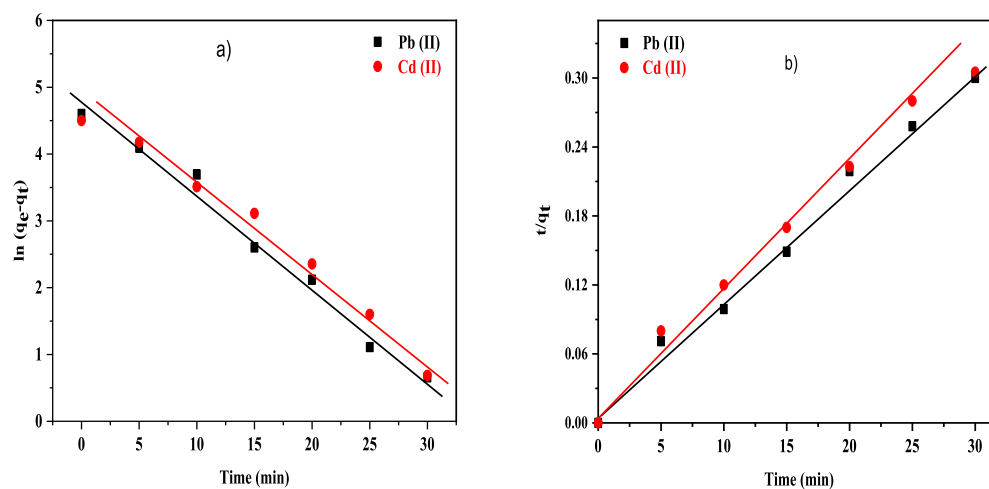 a)
Pb (II)
Cd (II)
6
5
4
3
2
1
0
ln (qe-qt)
0 5 10 15 20 25 30
Time (min)
b)
Pb (II)
Cd (II)
0.30
0.24
0.18
0.12
0.06
0.00
t/qt
0 5 10 15 20 25 30
Time (min)